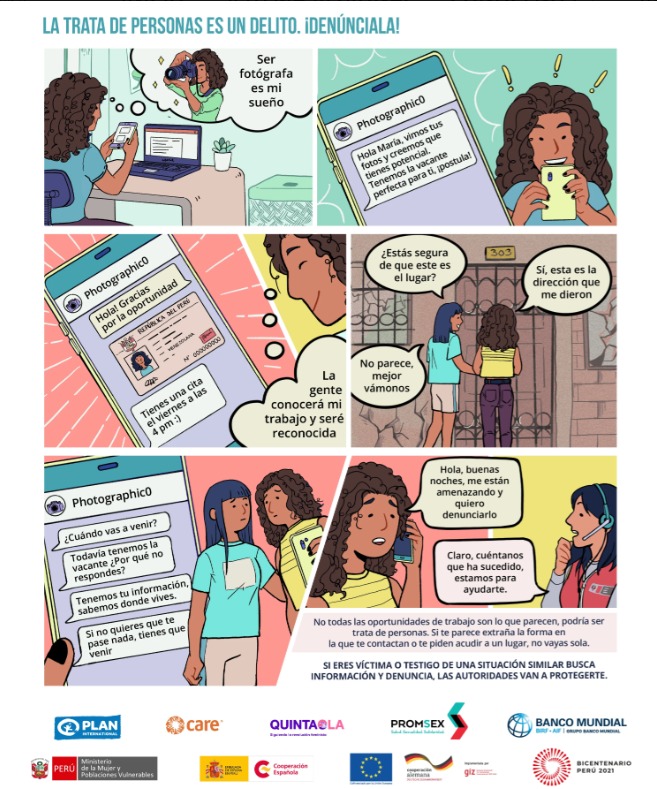 LA TRATA DE PERSONAS ES UN DELITO. ¡DENÚNCIALA!
Ser
fotógrafa
es mi
sueño
Photographic0
Hola María, vimos tus
fotos y creemos que
tienes potencial.
Tenemos la vacante
perfecta para ti, ¡postula!
Photographic0
Hola! Gracias
por la oportunidad
REPÚBLICA DEL PERÚ
VENEZOLANA
N° 000000000
Tienes una cita
el viernes a las
4 pm :)
La
gente
conocerá mi
trabajo y seré
reconocida
¿Estás segura
de que este es
el lugar?
303
Sí, esta es la
dirección que
me dieron
No parece,
mejor
vámonos
Photographic0
¿Cuándo vas a venir?
Todavía tenemos la
vacante ¿Por qué no
respondes?
Tenemos tu información,
sabemos donde vives.
Si no quieres que te
pase nada, tienes que
venir
Hola, buenas
noches, me están
amenazando y
quiero
denunciarlo
Claro, cuéntanos
que ha sucedido,
estamos para
ayudarte.
No todas las oportunidades de trabajo son lo que parecen, podría ser
trata de personas. Si te parece extraña la forma en
la que te contactan o te piden acudir a un lugar, no vayas sola.
SI ERES VÍCTIMA O TESTIGO DE UNA SITUACIÓN SIMILAR BUSCA
INFORMACIÓN Y DENUNCIA, LAS AUTORIDADES VAN A PROTEGERTE.
PLAN
INTERNATIONAL
care
QUINTAOLA
PROMSEX
Salud Sexualidad Solidaridad
BANCO MUNDIAL
BIRF • AIF | GRUPO BANCO MUNDIAL
PERÚ
Ministerio
de la Mujer y
Poblaciones Vulnerables
Cooperación
Española
cooperación
alemana
giz
BICENTENARIO
PERÚ 2021